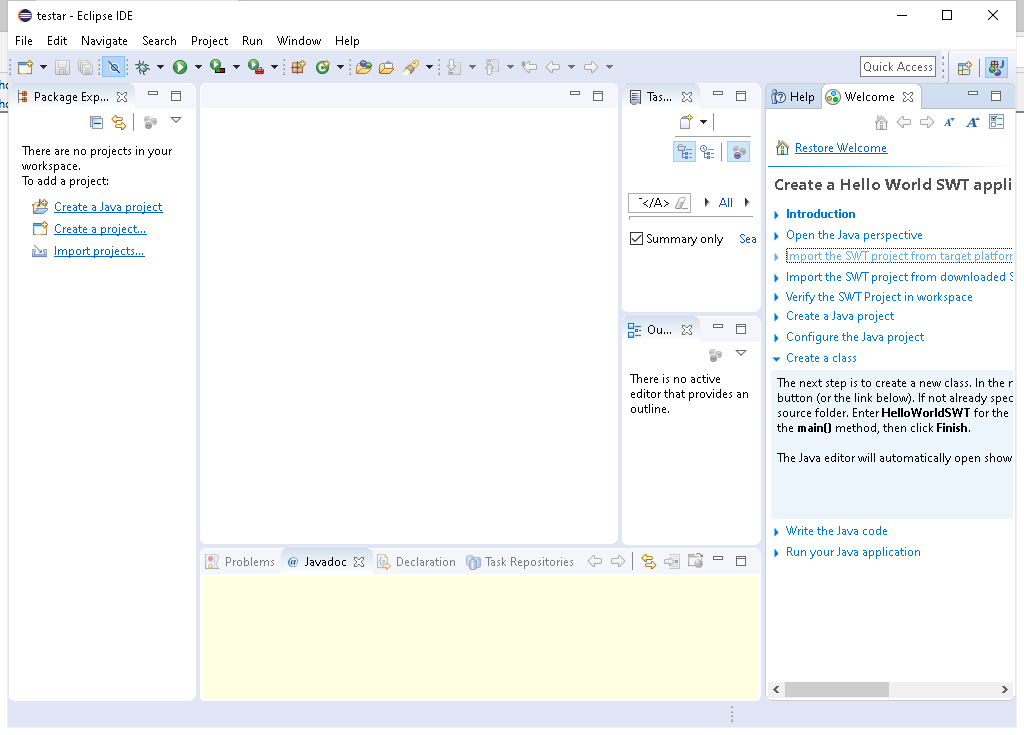 testar - Eclipse IDE
File Edit Navigate Search Project Run Window Help
Quick Access
Package Exp...
There are no projects in your
workspace.
To add a project:
Create a Java project
Create a project...
Import projects...
Tas...
"</A>
All
Summary only Sea
Ou...
There is no active
editor that provides an
outline.
Problems @ Javadoc Declaration Task Repositories
Help Welcome
Restore Welcome
Create a Hello World SWT appli
Introduction
Open the Java perspective
Import the SWT project from target platform
Import the SWT project from downloaded S
Verify the SWT Project in workspace
Create a Java project
Configure the Java project
Create a class
The next step is to create a new class. In the
button (or the link below). If not already spec
source folder. Enter HelloWorldSWT for the
the main() method, then click Finish.
The Java editor will automatically open show
Write the Java code
Run your Java application